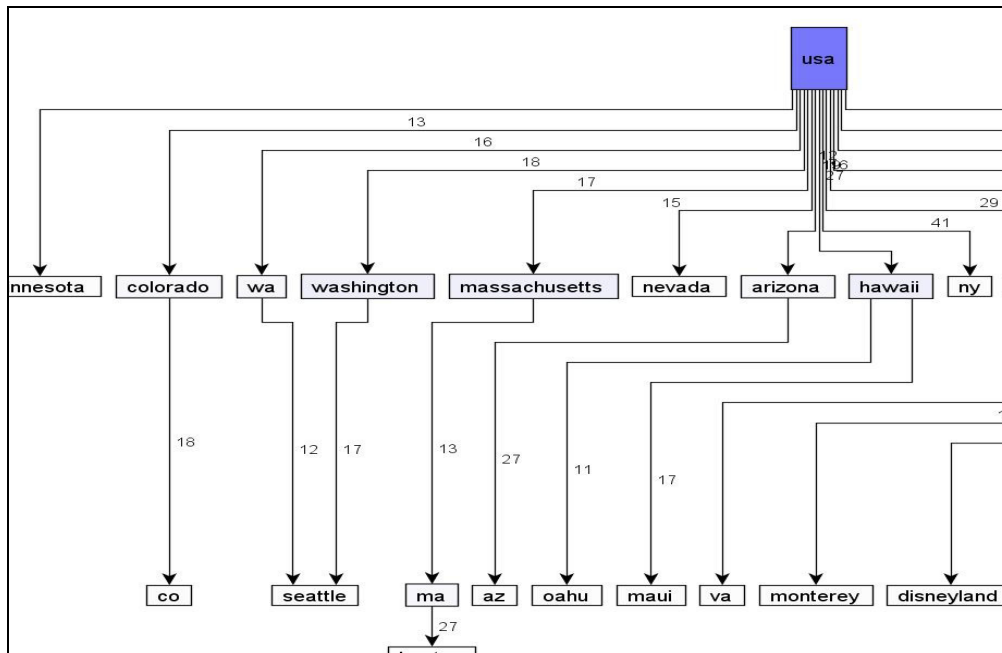 usa
13
16
18
17
15
12
27
29
41
nnesota
colorado
wa
washington
massachusetts
nevada
arizona
hawaii
ny
18
12
17
13
27
11
17
co
seattle
ma
az
oahu
maui
va
monterey
disneyland
27